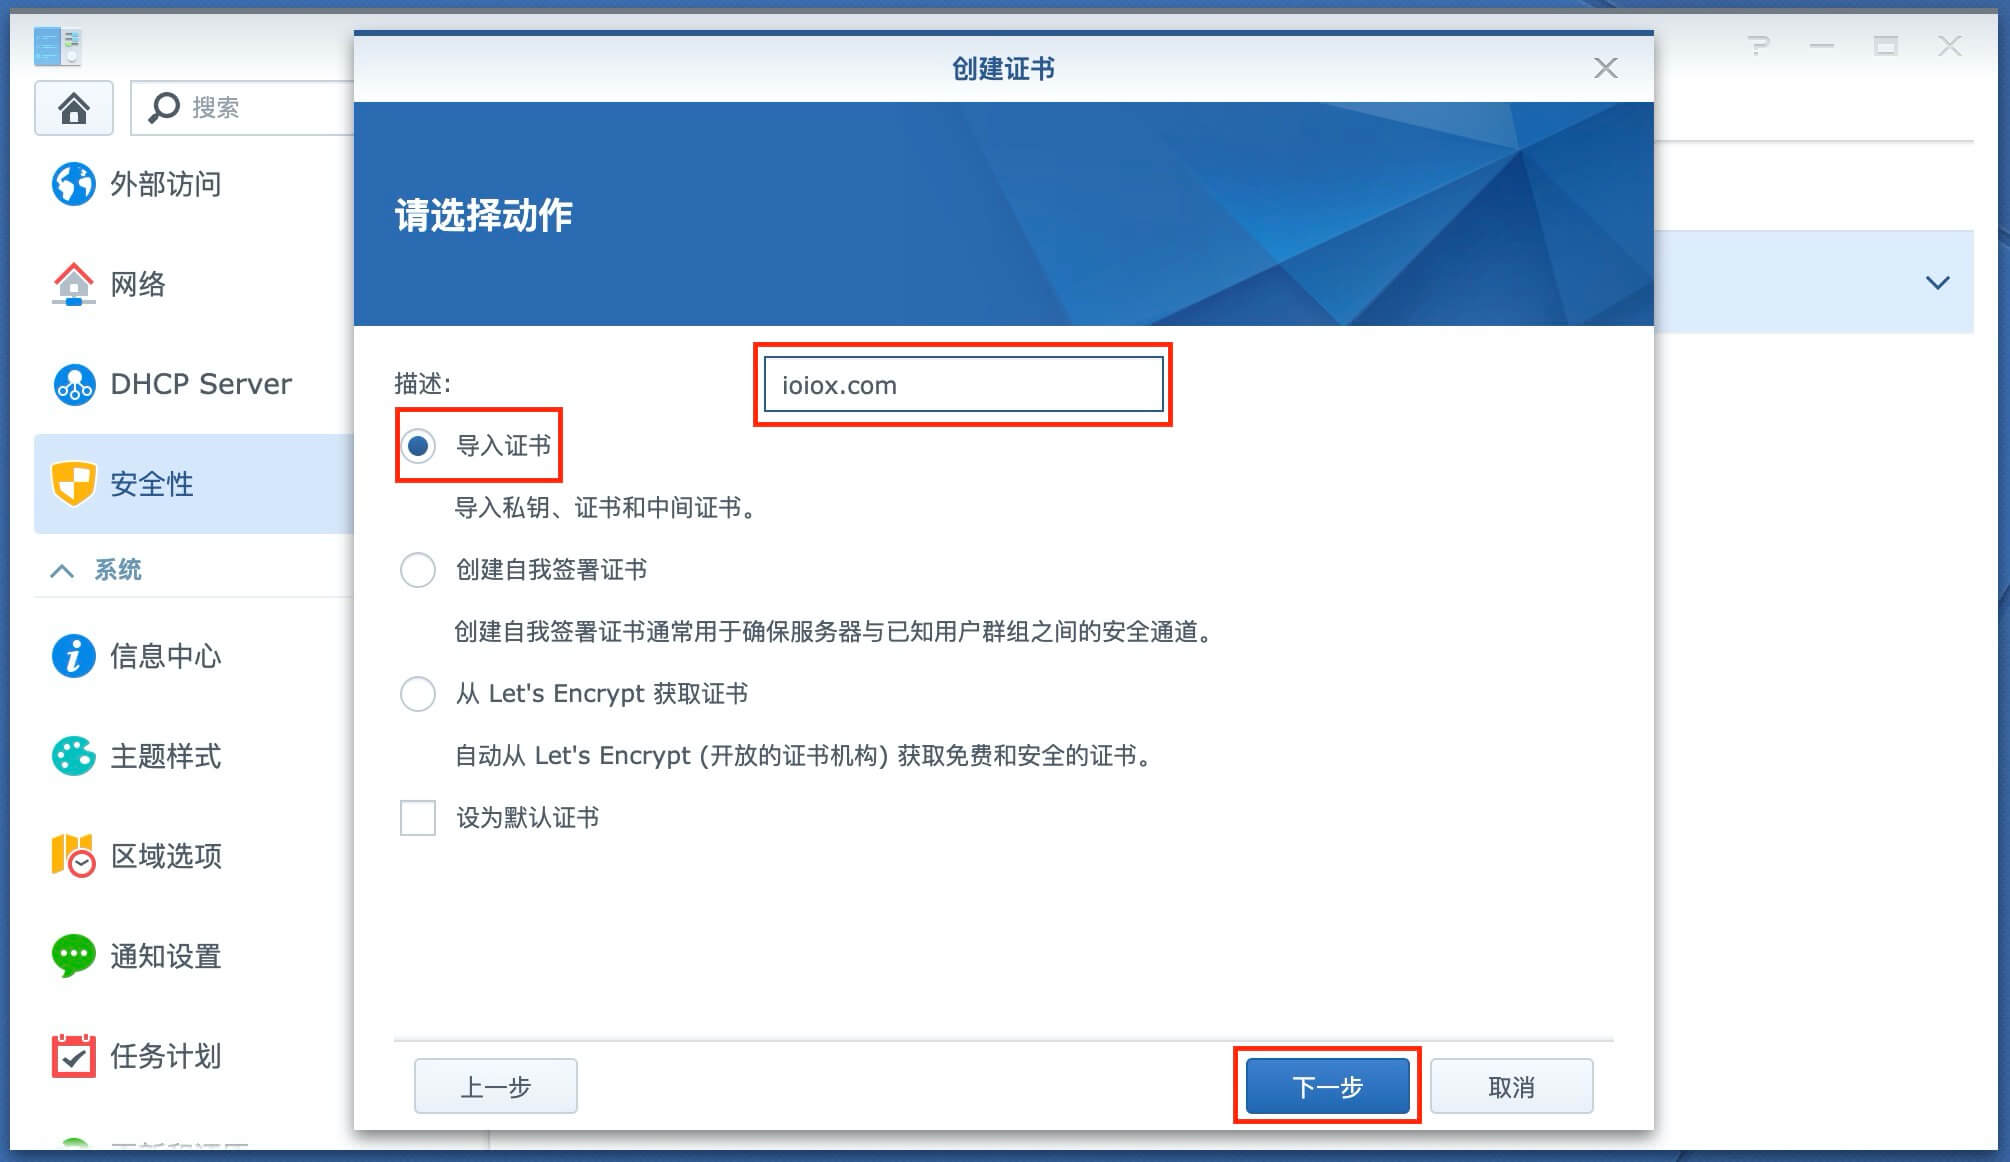 创建证书
搜索
外部访问
网络
DHCP Server
安全性
系统
信息中心
主题样式
区域选项
通知设置
任务计划
请选择动作
描述:
ioiox.com
导入证书
导入私钥、证书和中间证书。
创建自我签署证书
创建自我签署证书通常用于确保服务器与已知用户群组之间的安全通道。
从 Let's Encrypt 获取证书
自动从 Let's Encrypt (开放的证书机构) 获取免费和安全的证书。
设为默认证书
上一步
下一步
取消